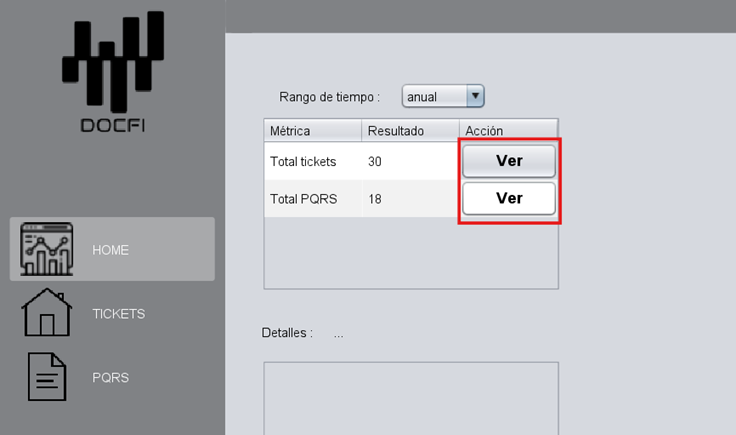 DOCFI
HOME
TICKETS
PQRS
Rango de tiempo : anual
Métrica Resultado Acción
Total tickets 30 Ver
Total PQRS 18 Ver
Detalles : ...